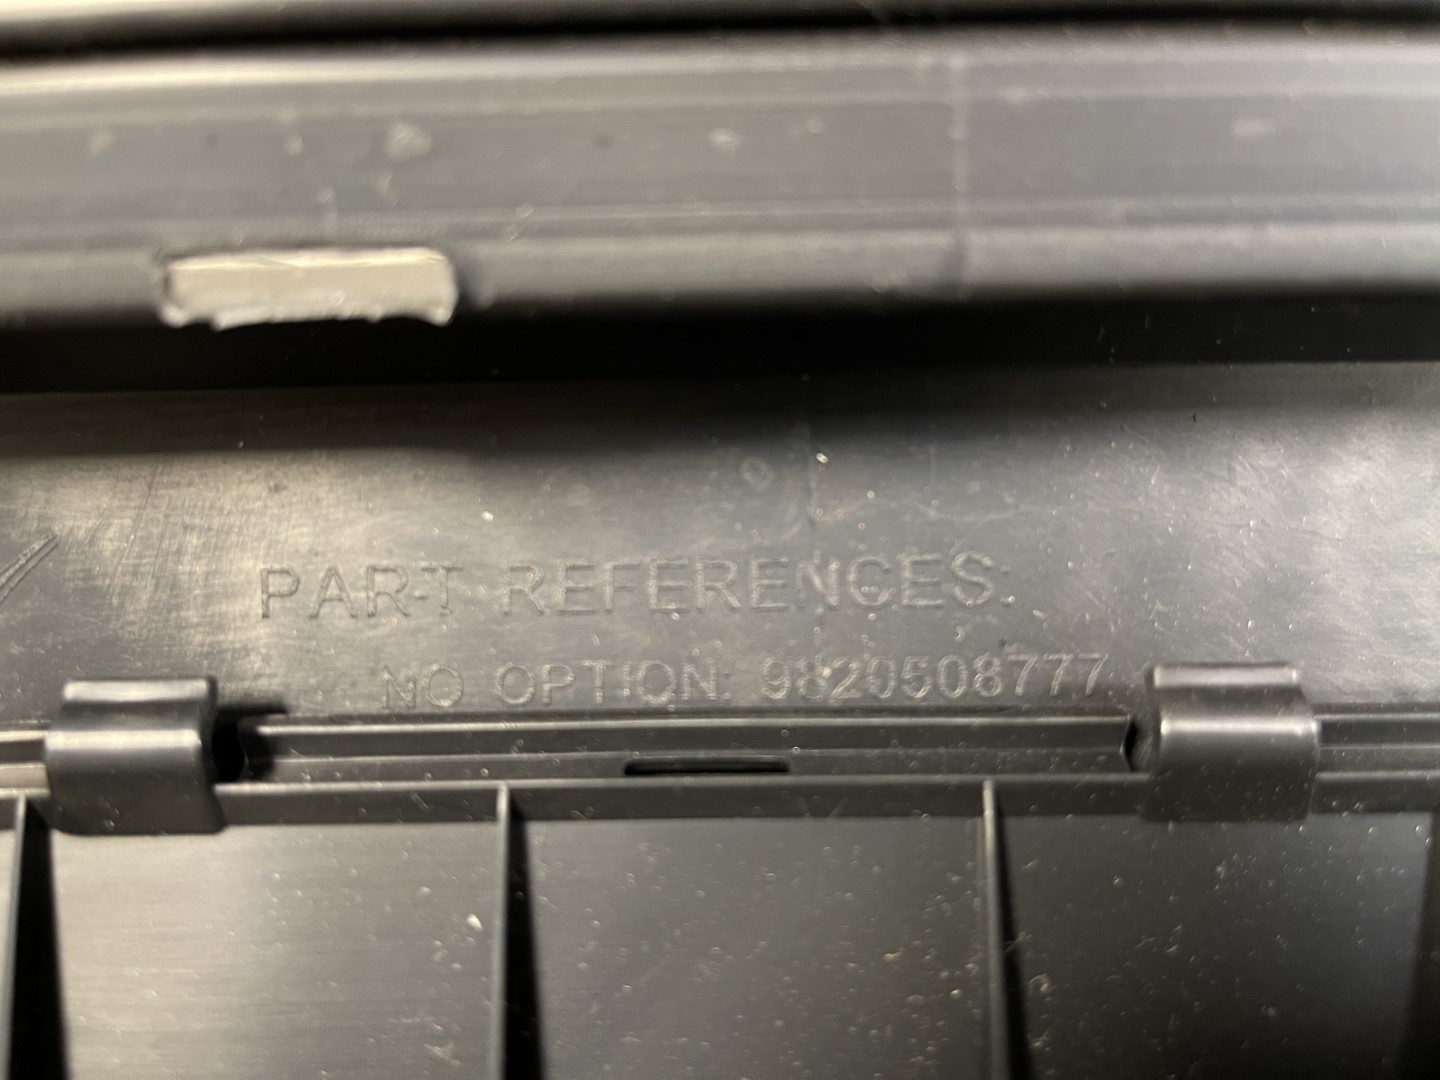 PART REFERENCES:
NO OPTION: 9820508777